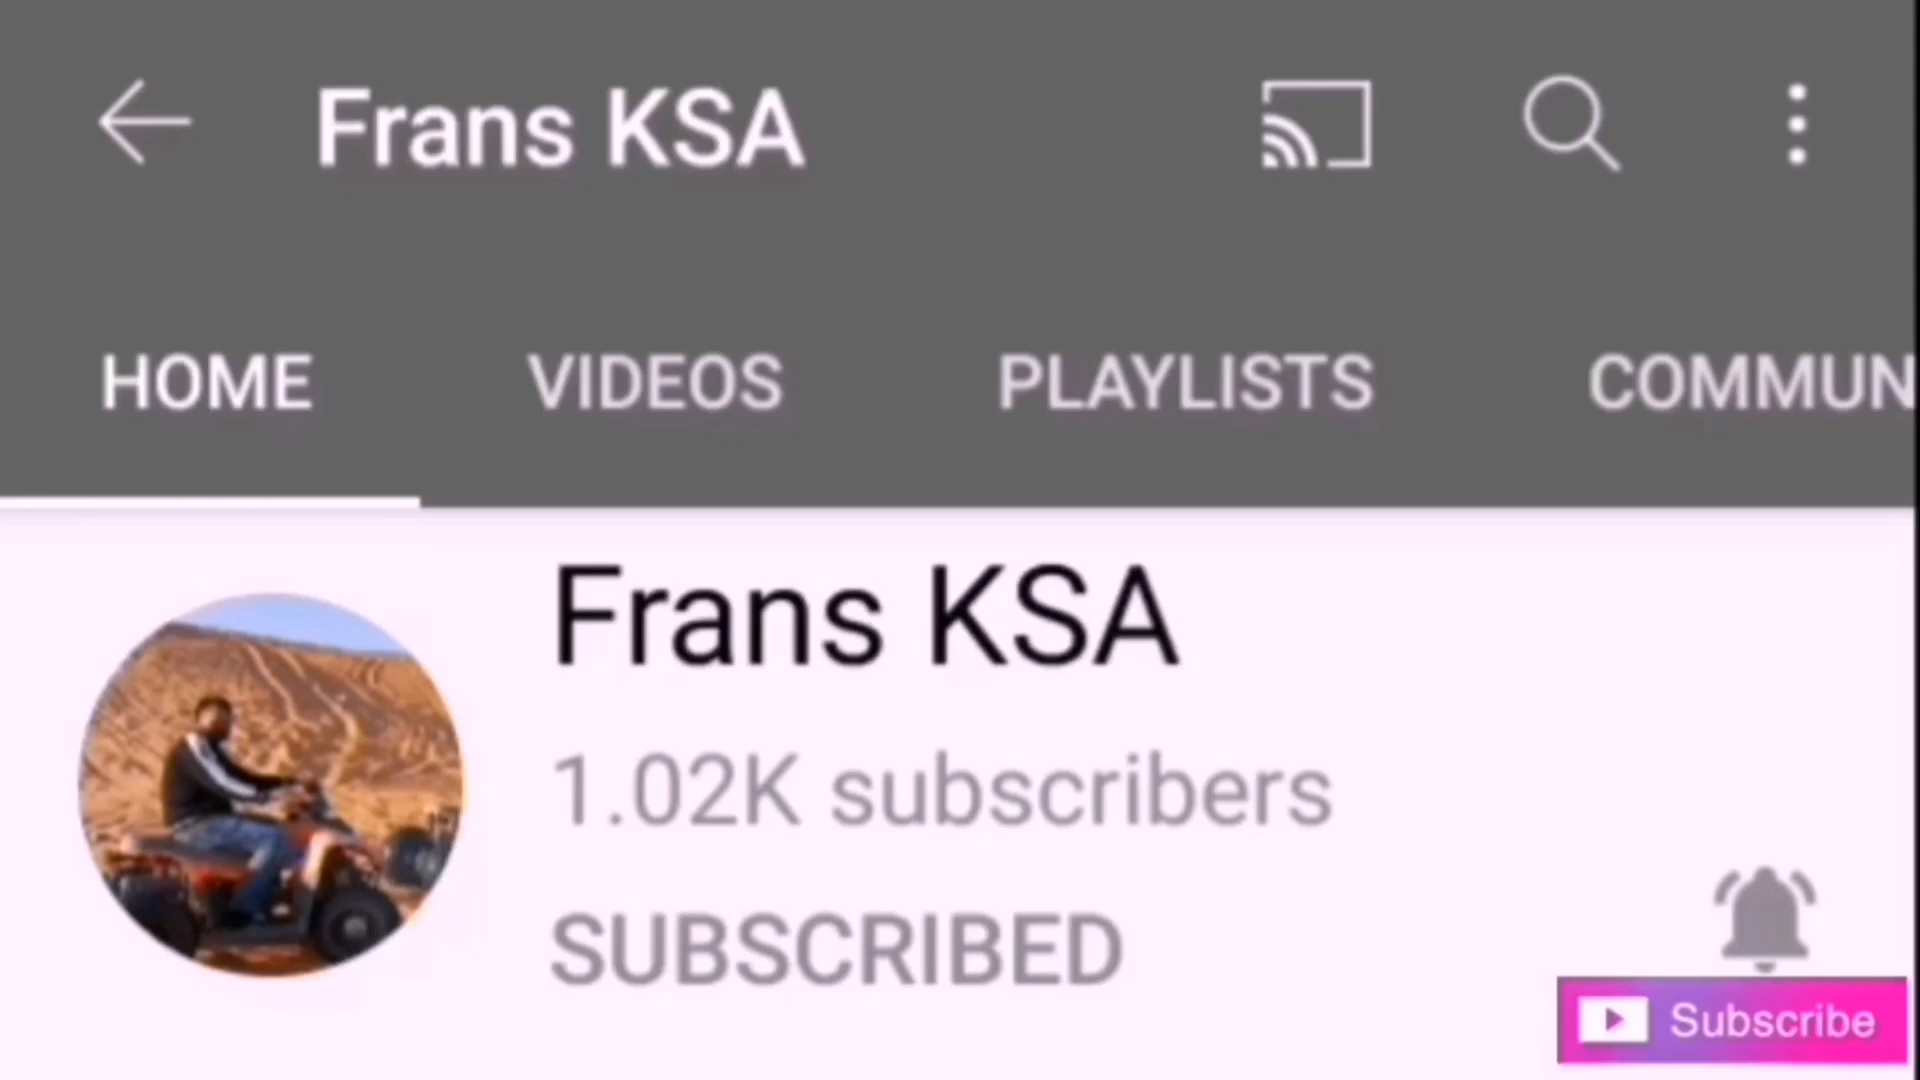 Frans KSA
HOME VIDEOS PLAYLISTS COMMUN
Frans KSA
1.02K subscribers
SUBSCRIBED
Subscribe